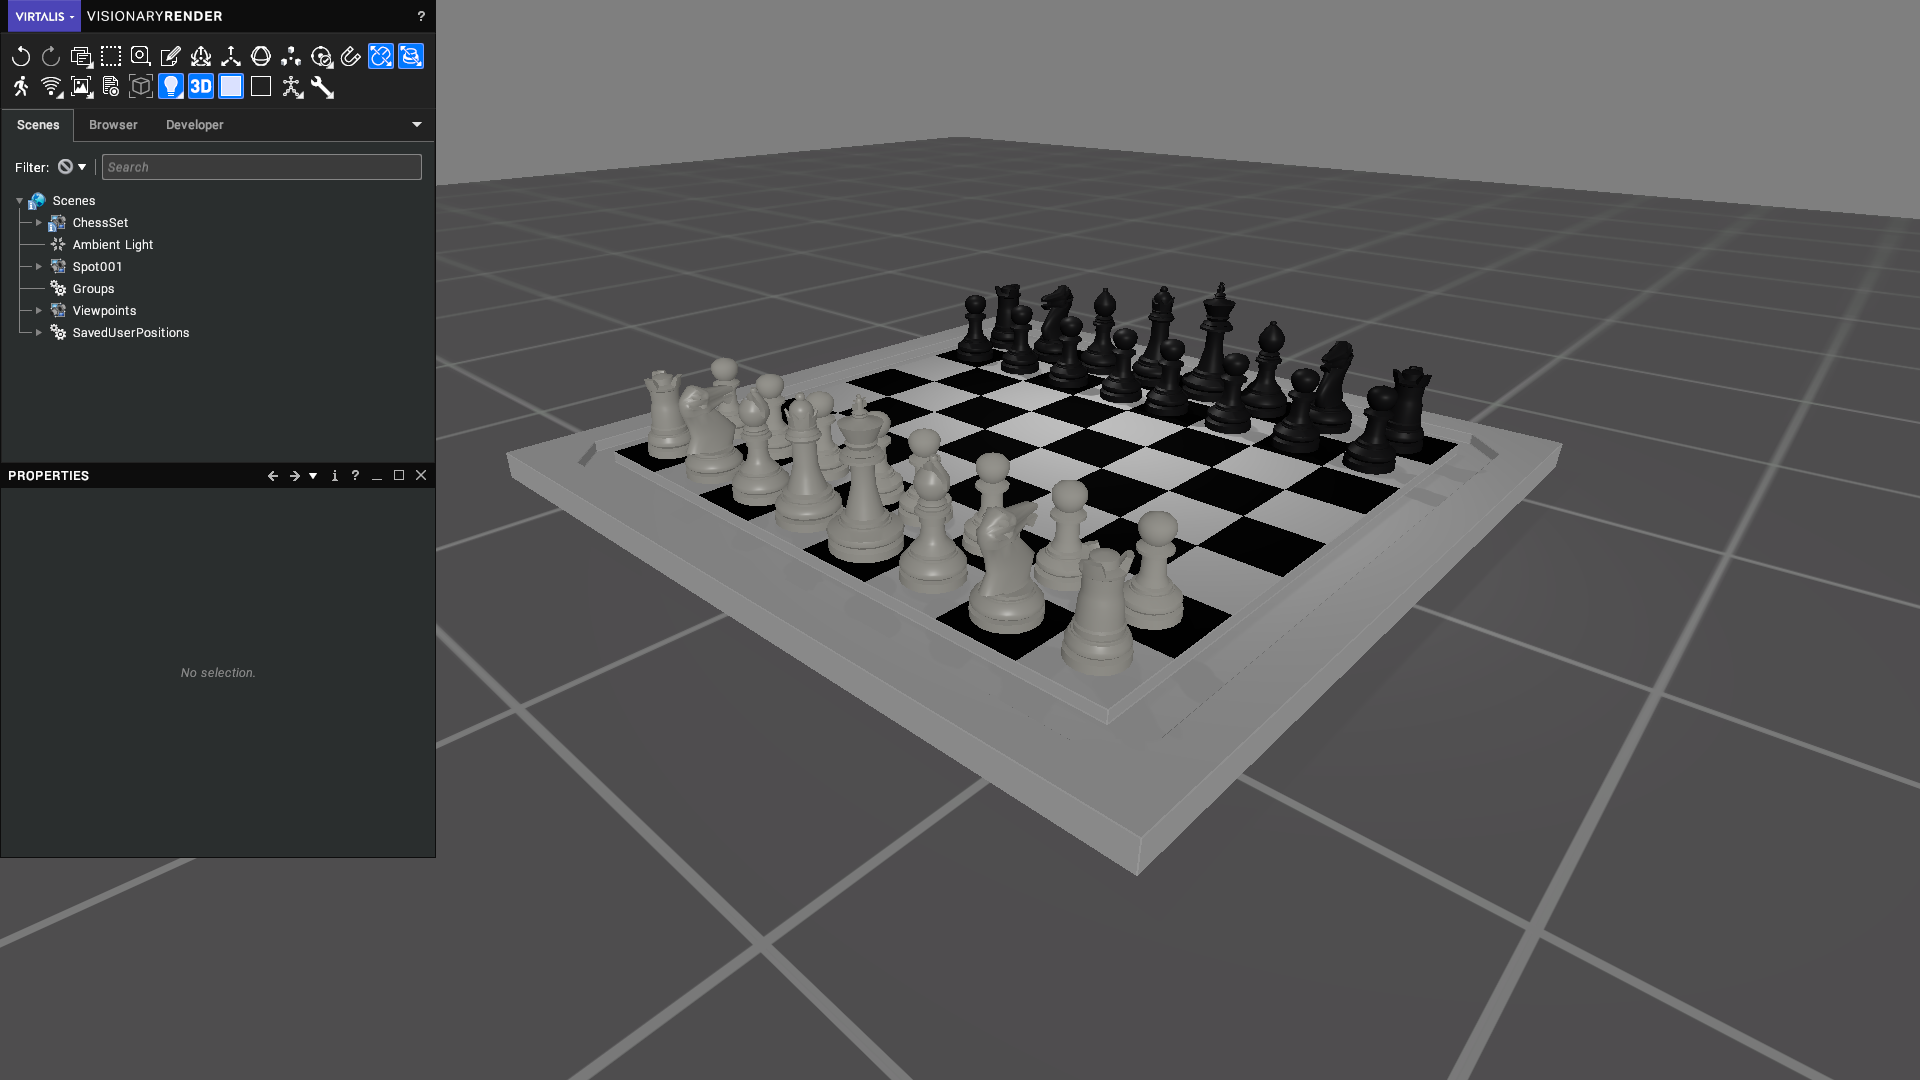 VIRTALIS VISIONARYRENDER ?
3D
Scenes Browser Developer
Filter: Search
Scenes
ChessSet
Ambient Light
Spot001
Groups
Viewpoints
SavedUserPositions
PROPERTIES i ?
No selection.